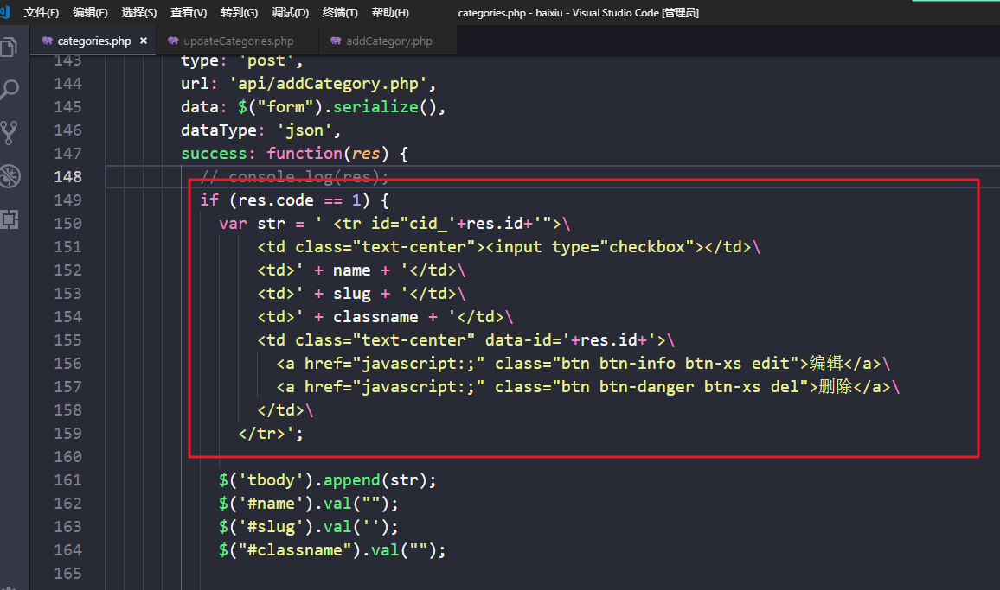 文件(F) 编辑(E) 选择(S) 查看(V) 转到(G) 调试(D) 终端(T) 帮助(H) categories.php - baixiu - Visual Studio Code [管理员]
categories.php × updateCategories.php addCategory.php
143 type: 'post',
144 url: 'api/addCategory.php',
145 data: $("form").serialize(),
146 dataType: 'json',
147 success: function(res) {
148 // console.log(res);
149 if (res.code == 1) {
150 var str = ' <tr id="cid_'+res.id+'">\
151 <td class="text-center"><input type="checkbox"></td>\
152 <td>' + name + '</td>\
153 <td>' + slug + '</td>\
154 <td>' + classname + '</td>\
155 <td class="text-center" data-id='+res.id+'>\
156 <a href="javascript:;" class="btn btn-info btn-xs edit">编辑</a>\
157 <a href="javascript:;" class="btn btn-danger btn-xs del">删除</a>\
158 </td>\
159 </tr>';
160
161 $('tbody').append(str);
162 $('#name').val("");
163 $('#slug').val('');
164 $("#classname").val("");
165